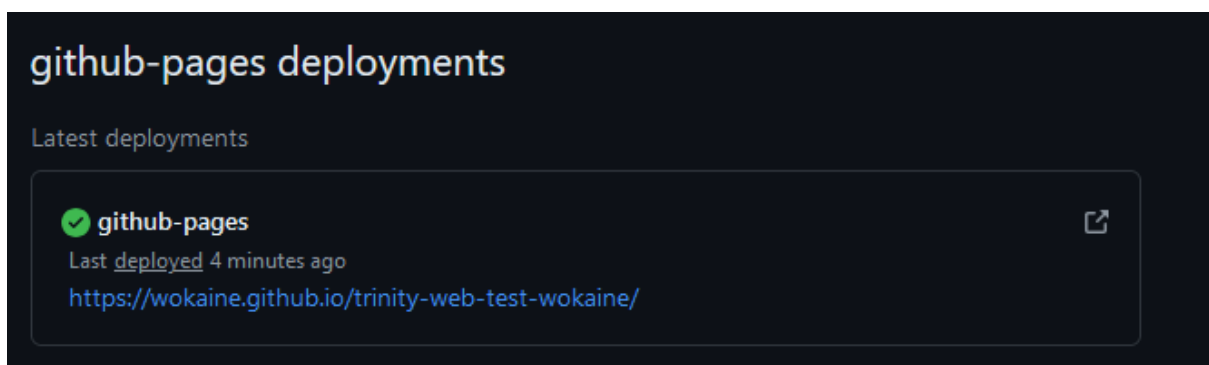 github-pages deployments
Latest deployments
github-pages
Last deployed 4 minutes ago
https://wokaine.github.io/trinity-web-test-wokaine/